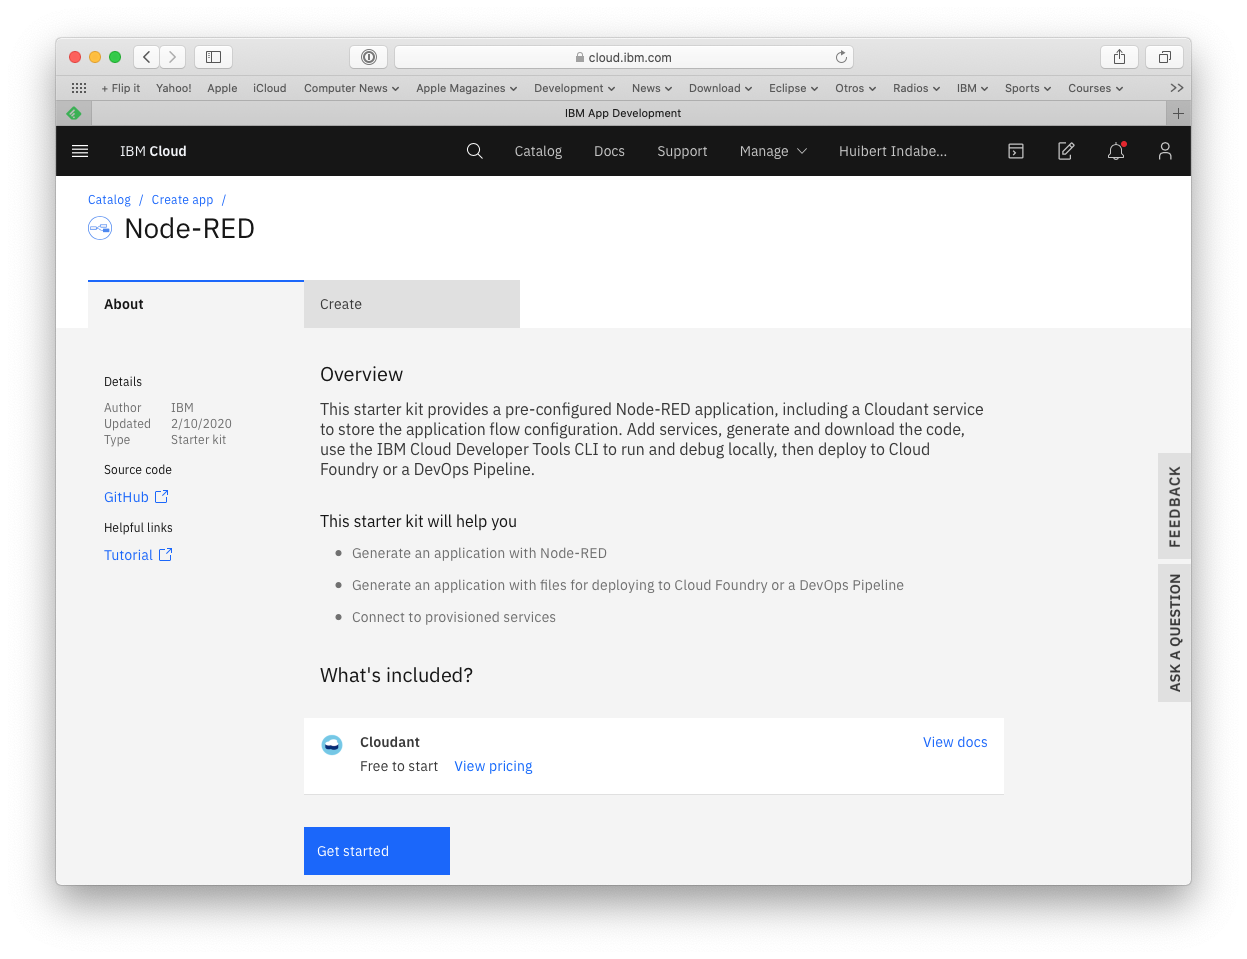 cloud.ibm.com
+ Flip it Yahoo! Apple iCloud Computer News Apple Magazines Development News Download Eclipse Otros Radios IBM Sports Courses
IBM App Development
IBM Cloud Catalog Docs Support Manage Huibert Indabe...
Catalog / Create app /
Node-RED
About Create
Details
Author IBM
Updated 2/10/2020
Type Starter kit
Source code
GitHub
Helpful links
Tutorial
Overview
This starter kit provides a pre-configured Node-RED application, including a Cloudant service
to store the application flow configuration. Add services, generate and download the code,
use the IBM Cloud Developer Tools CLI to run and debug locally, then deploy to Cloud
Foundry or a DevOps Pipeline.
This starter kit will help you
• Generate an application with Node-RED
• Generate an application with files for deploying to Cloud Foundry or a DevOps Pipeline
• Connect to provisioned services
What's included?
Cloudant View docs
Free to start View pricing
Get started
FEEDBACK
ASK A QUESTION